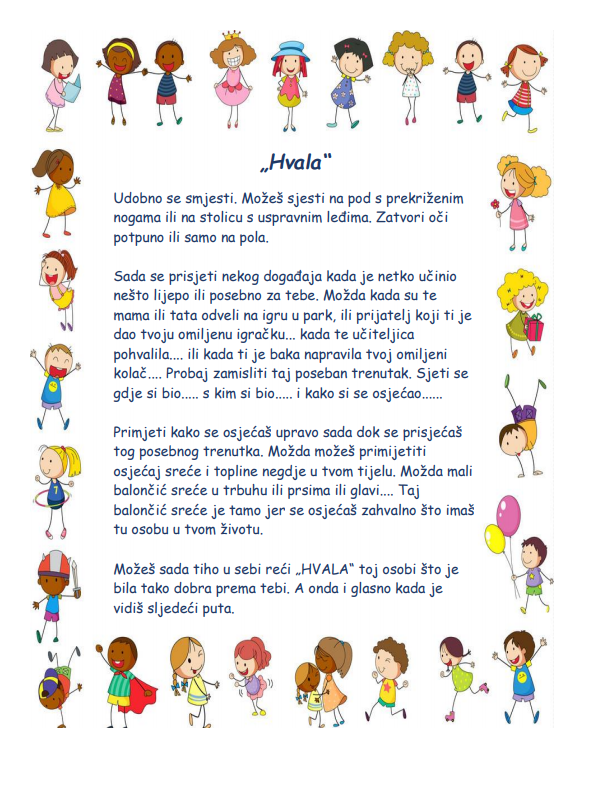 „Hvala“
Udobno se smjesti. Možeš sjesti na pod s prekriženim
nogama ili na stolicu s uspravnim leđima. Zatvori oči
potpuno ili samo na pola.
Sada se prisjeti nekog događaja kada je netko učinio
nešto lijepo ili posebno za tebe. Možda kada su te
mama ili tata odveli na igru u park, ili prijatelj koji ti je
dao tvoju omiljenu igračku... kada te učiteljica
pohvalila.... ili kada ti je baka napravila tvoj omiljeni
kolač.... Probaj zamisliti taj poseban trenutak. Sjeti se
gdje si bio..... s kim si bio..... i kako si se osjećao......
Primjeti kako se osjećaš upravo sada dok se prisjećaš
tog posebnog trenutka. Možda možeš primijetiti
osjećaj sreće i topline negdje u tvom tijelu. Možda mali
balončić sreće u trbuhu ili prsima ili glavi.... Taj
balončić sreće je tamo jer se osjećaš zahvalno što imaš
tu osobu u tvom životu.
Možeš sada tiho u sebi reći „HVALA“ toj osobi što je
bila tako dobra prema tebi. A onda i glasno kada je
vidiš sljedeći puta.